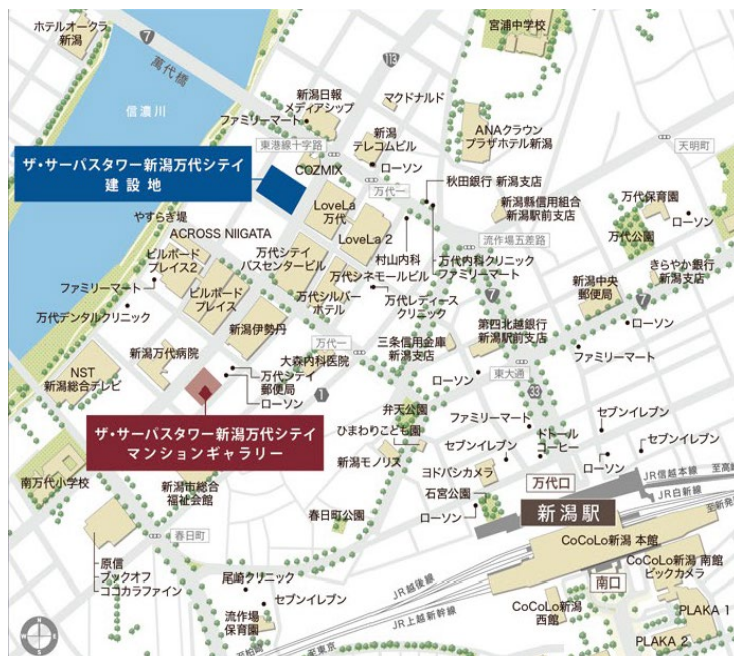 ホテルオークラ
新潟
7
萬代橋
信濃川
宮浦中学校
113
新潟日報
メディアシップ
ファミリーマート
マクドナルド
東港線十字路
新潟
テレコムビル
ローソン
ANAクラウン
プラザホテル新潟
天明町
ザ・サーパスタワー新潟万代シテイ
建設地
COZMIX
万代一
秋田銀行 新潟支店
新潟縣信用組合
新潟駅前支店
万代保育園
ローソン
万代公園
やすらぎ堤
LoveLa
万代
LoveLa 2
ACROSS NIIGATA
村山内科
流作場五差路
万代内科クリニック
ファミリーマート
きらやか銀行
新潟支店
ビルボード
プレイス2
万代シテイ
バスセンタービル
万代シネモールビル
ファミリーマート
ビルボード
プレイス
万代シルバー
ホテル
万代レディース
クリニック
7
新潟中央
郵便局
7
万代デンタルクリニック
新潟伊勢丹
万代一
三条信用金庫
新潟支店
第四北越銀行
新潟駅前支店
ローソン
ファミリーマート
新潟万代病院
大森内科医院
万代シテイ
郵便局
ローソン
1
東大通
ローソン
33
NST
新潟総合テレビ
弁天公園
ザ・サーパスタワー新潟万代シテイ
マンションギャラリー
ひまわりこども園
ファミリーマート
セブンイレブン
セブンイレブン
ドトール
コーヒー
セブンイレブン
新潟モノリス
ヨドバシカメラ
ローソン
JR信越本線
至高崎
南万代小学校
新潟市総合
福祉会館
石宮公園
万代口
JR白新線
春日町公園
ローソン
新潟駅
至新発
春日町
CoCoLo新潟 本館
原信
ブックオフ
ココカラファイン
尾崎クリニック
JR越後線
南口
CoCoLo新潟 南館
ビックカメラ
セブンイレブン
流作場
保育園
JR上越新幹線
CoCoLo新潟
西館
PLAKA 1
PLAKA 2
至柏崎
至東京
N
W
E
S